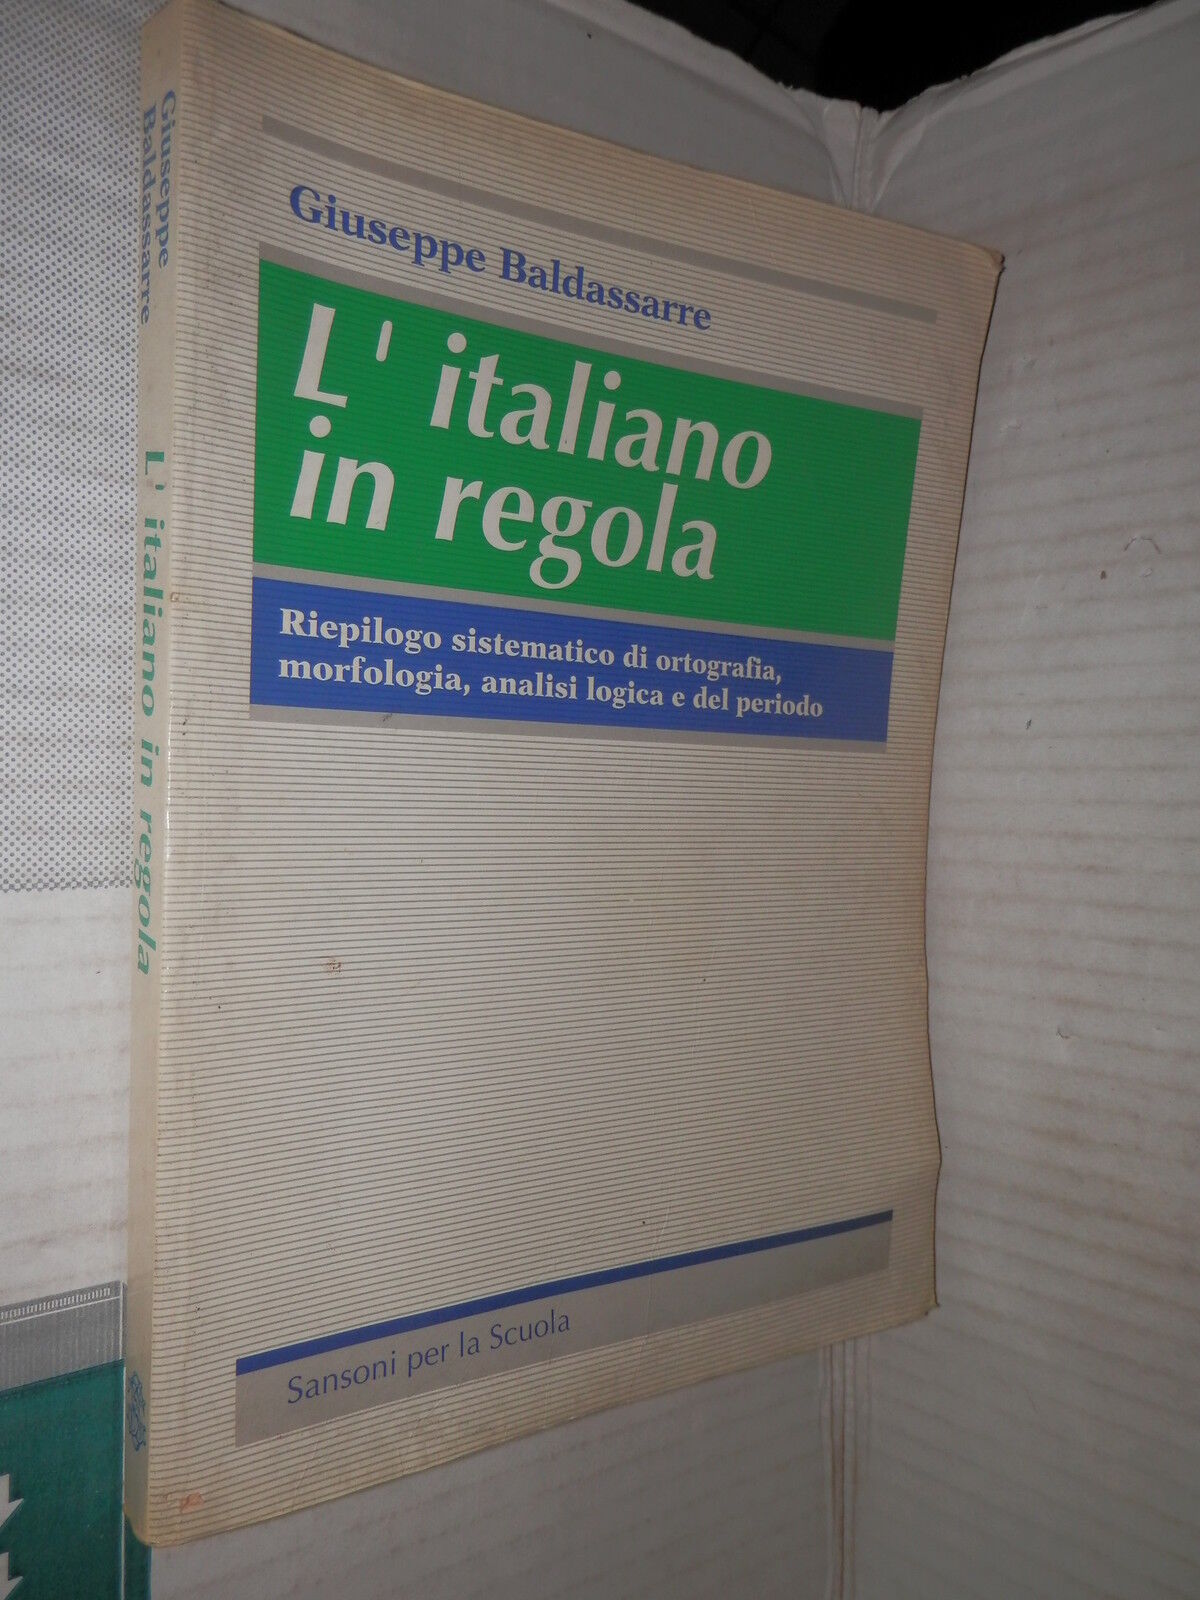 Giuseppe Baldassarre
L' italiano
in regola
Riepilogo sistematico di ortografia,
morfologia, analisi logica e del periodo
Sansoni per la Scuola
Giuseppe
Baldassarre
L' italiano in regola